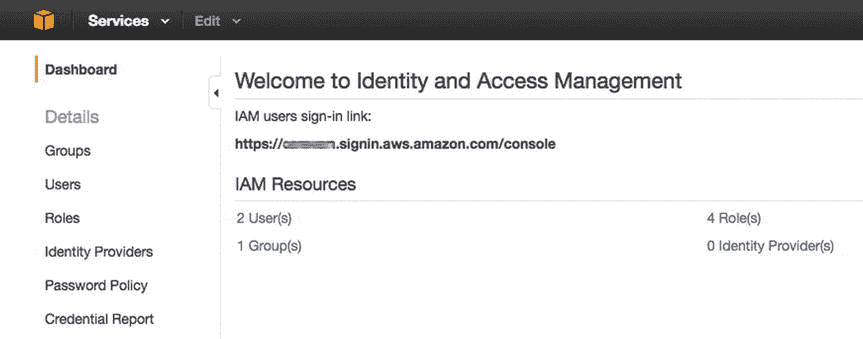 Services Edit
Dashboard
Details
Groups
Users
Roles
Identity Providers
Password Policy
Credential Report
Welcome to Identity and Access Management
IAM users sign-in link:
https:// .signin.aws.amazon.com/console
IAM Resources
2 User(s) 4 Role(s)
1 Group(s) 0 Identity Provider(s)